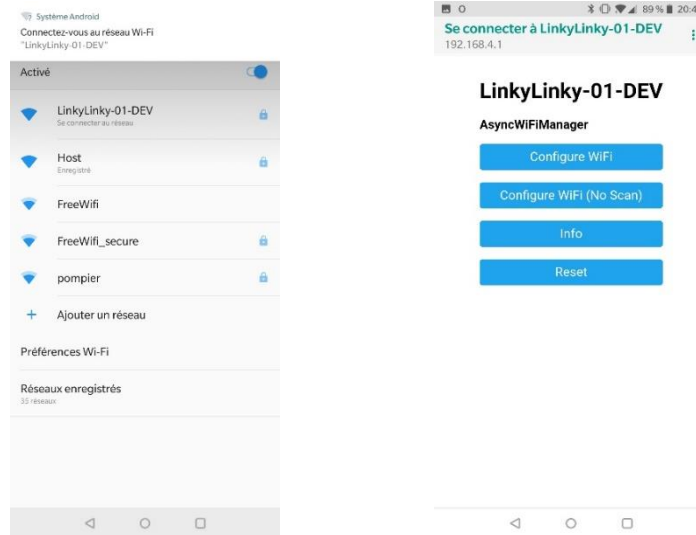 Système Android
Connectez-vous au réseau Wi-Fi
"LinkyLinky-01-DEV"
Activé
LinkyLinky-01-DEV
Se connecter au réseau
Host
Enregistré
FreeWifi
FreeWifi_secure
pompier
+ Ajouter un réseau
Préférences Wi-Fi
Réseaux enregistrés
35 réseaux
89 % 20:4
Se connecter à LinkyLinky-01-DEV
192.168.4.1
LinkyLinky-01-DEV
AsyncWiFiManager
Configure WiFi
Configure WiFi (No Scan)
Info
Reset